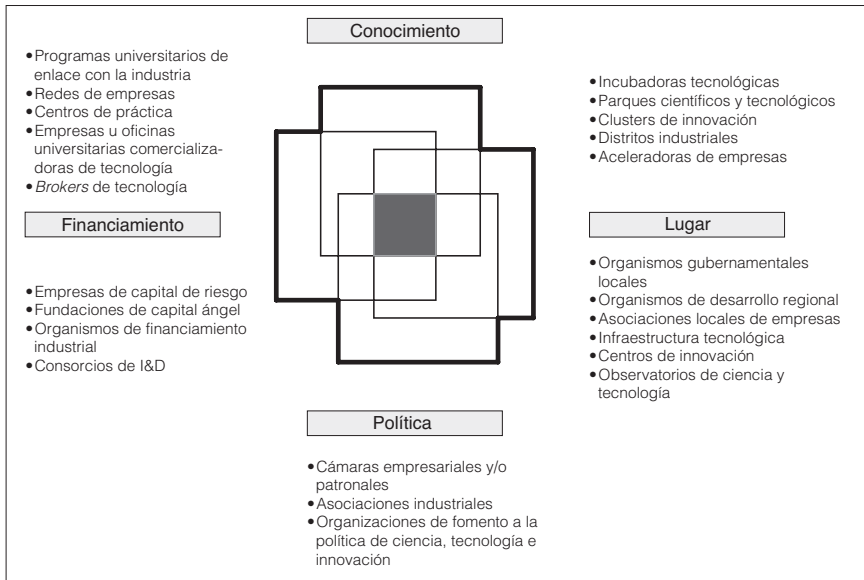 Conocimiento
•Programas universitarios de
enlace con la industria
•Redes de empresas
•Centros de práctica
•Empresas u oficinas
universitarias comercializa-
doras de tecnología
•Brokers de tecnología
•Incubadoras tecnológicas
•Parques científicos y tecnológicos
•Clusters de innovación
•Distritos industriales
•Aceleradoras de empresas
Financiamiento
•Empresas de capital de riesgo
•Fundaciones de capital ángel
•Organismos de financiamiento
industrial
•Consorcios de I&D
Lugar
•Organismos gubernamentales
locales
•Organismos de desarrollo regional
•Asociaciones locales de empresas
•Infraestructura tecnológica
•Centros de innovación
•Observatorios de ciencia y
tecnología
Política
•Cámaras empresariales y/o
patronales
•Asociaciones industriales
•Organizaciones de fomento a la
política de ciencia, tecnología e
innovación